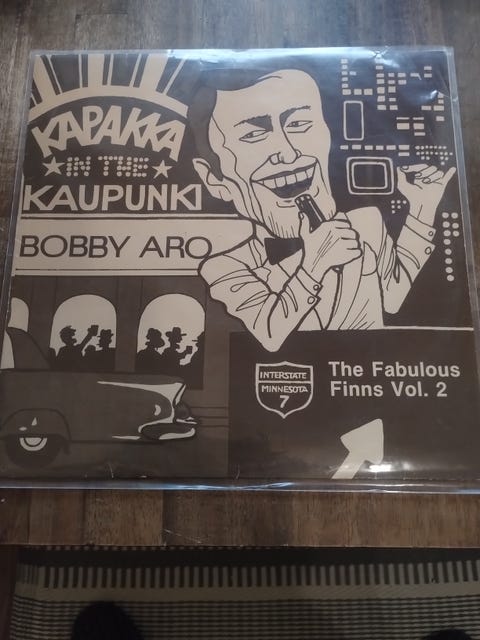 KAPAKKA
IN THE
KAUPUNKI
BOBBY ARO
INTERSTATE
MINNESOTA
7
The Fabulous
Finns Vol. 2